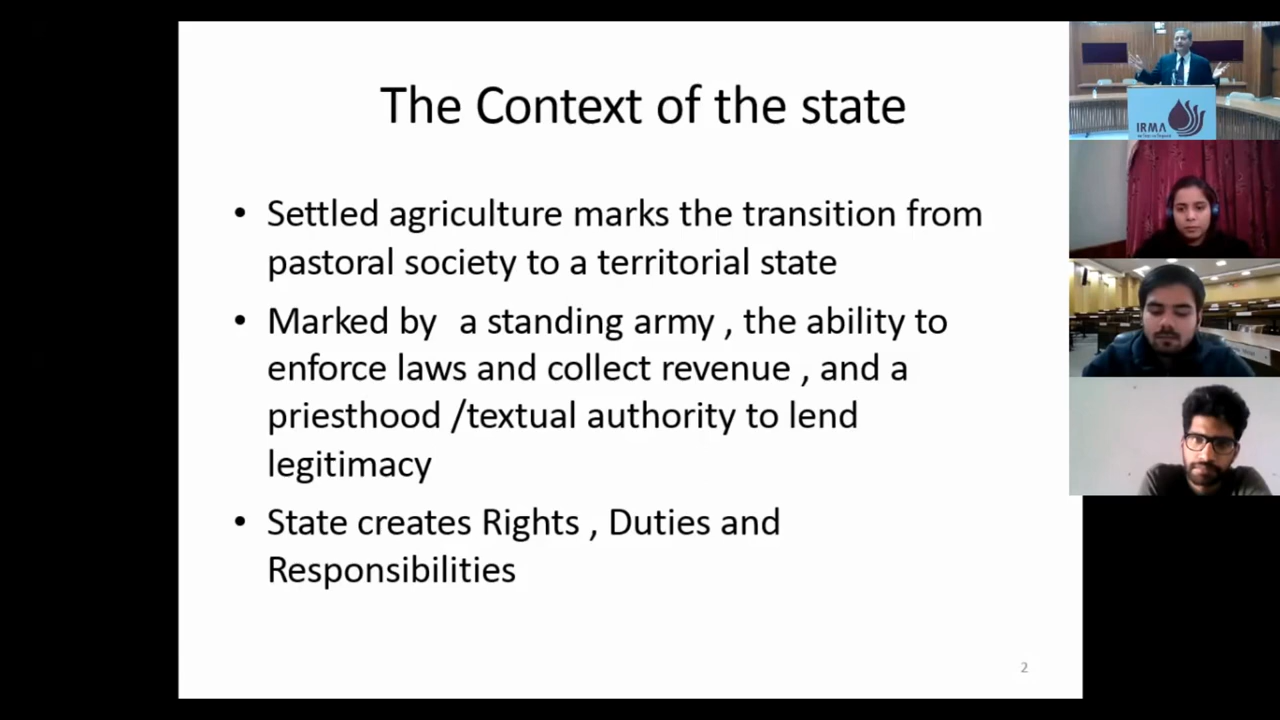 The Context of the state
• Settled agriculture marks the transition from
pastoral society to a territorial state
• Marked by a standing army , the ability to
enforce laws and collect revenue , and a
priesthood /textual authority to lend
legitimacy
• State creates Rights , Duties and
Responsibilities
2
IRMA